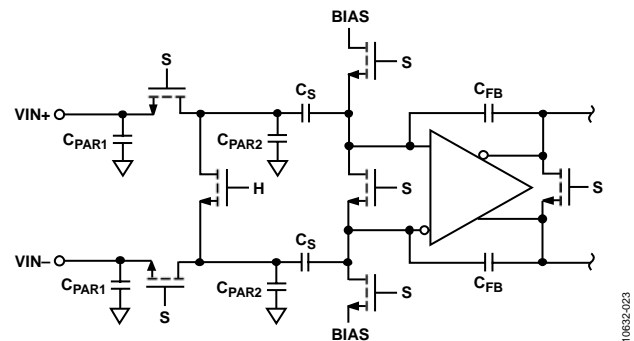 BIAS
S
S
CS
CFB
VIN+
CPAR1
CPAR2
H
S
S
VIN–
CS
CPAR1
CPAR2
CFB
S
S
BIAS
10632-023